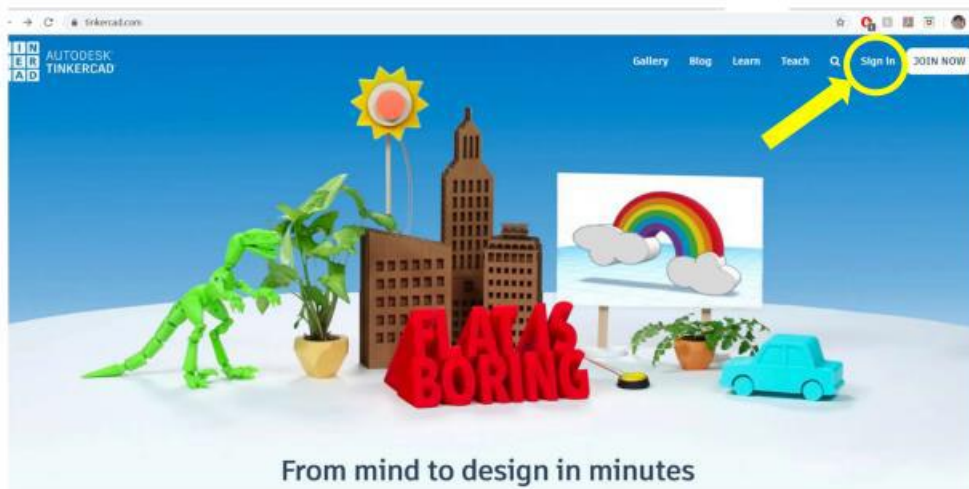 tinkercad.com
TIN
KER
CAD
AUTODESK
TINKERCAD
Gallery Blog Learn Teach Sign In JOIN NOW
FLAT IS
BORING
From mind to design in minutes